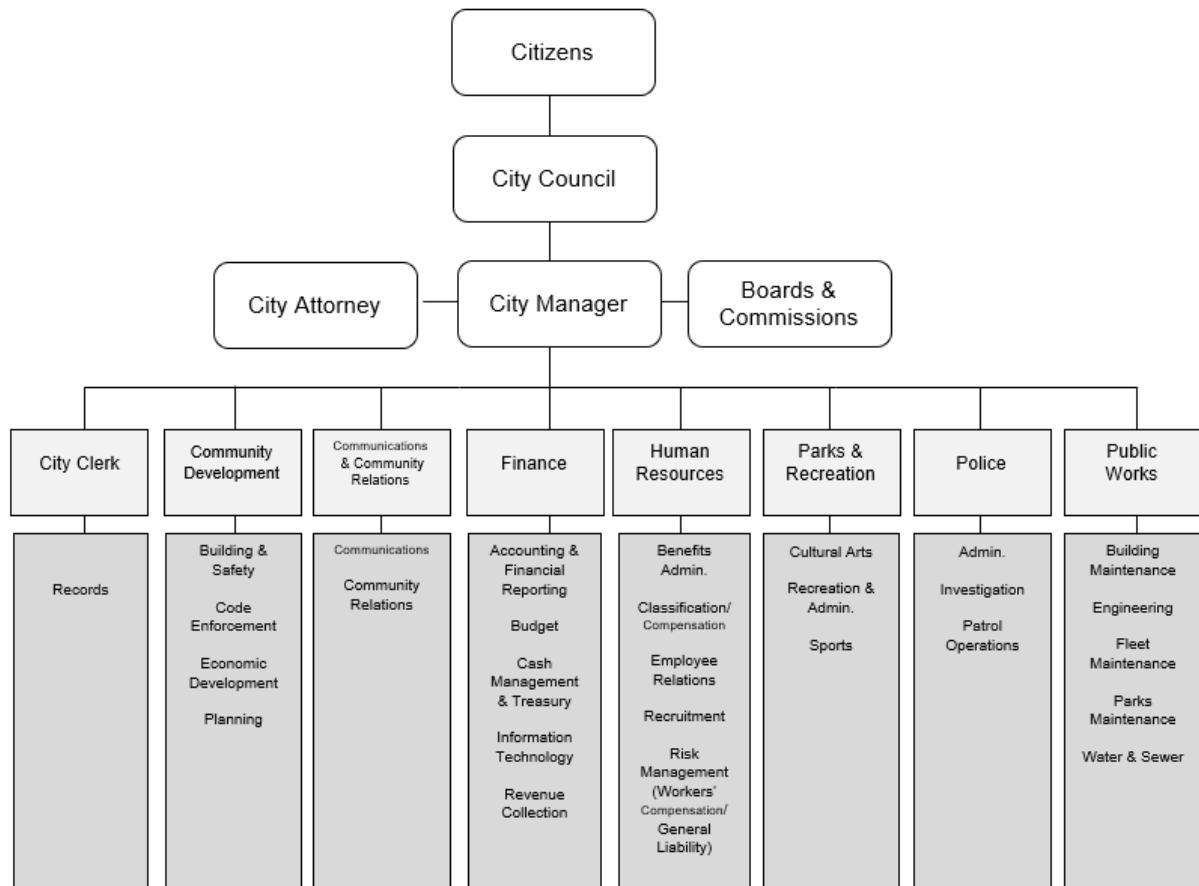 Citizens
City Council
City Attorney
City Manager
Boards &
Commissions
City Clerk
Community
Development
Communications
& Community
Relations
Finance
Human
Resources
Parks &
Recreation
Police
Public
Works
Records
Building &
Safety
Code
Enforcement
Economic
Development
Planning
Communications
Community
Relations
Accounting &
Financial
Reporting
Budget
Cash
Management
& Treasury
Information
Technology
Revenue
Collection
Benefits
Admin.
Classification/
Compensation
Employee
Relations
Recruitment
Risk
Management
(Workers'
Compensation/
General
Liability)
Cultural Arts
Recreation &
Admin.
Sports
Admin.
Investigation
Patrol
Operations
Building
Maintenance
Engineering
Fleet
Maintenance
Parks
Maintenance
Water & Sewer